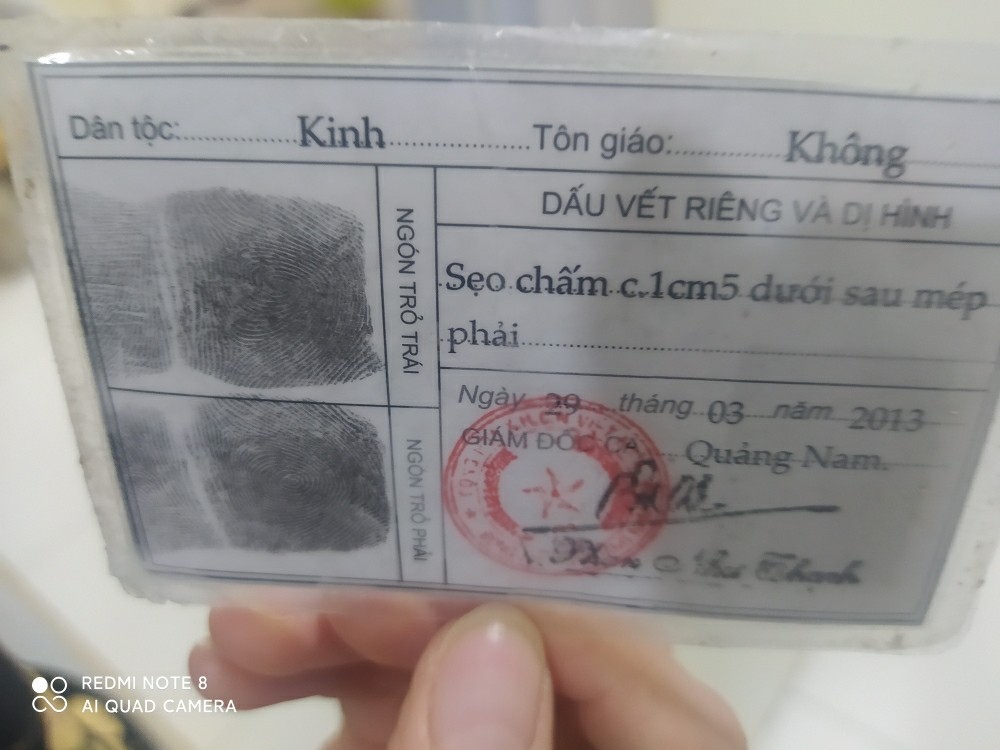 Dân tộc: Kinh Tôn giáo: Không
DẤU VẾT RIÊNG VÀ DỊ HÌNH
NGÓN TRỎ TRÁI
Sẹo chấm c.1cm5 dưới sau mép
phải
NGÓN TRỎ PHẢI
Ngày 29 tháng 03 năm 2013
GIÁM ĐỐC CA Quảng Nam
Thanh
REDMI NOTE 8
AI QUAD CAMERA